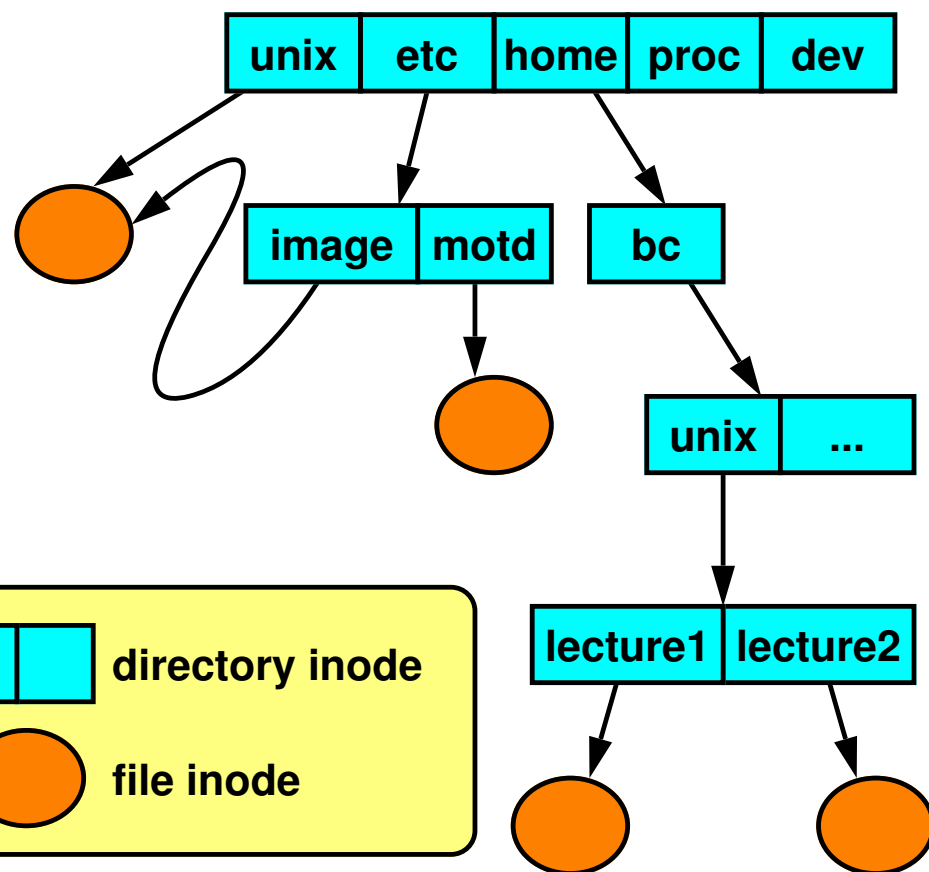 unix etc home proc dev
image motd bc
unix ...
lecture1 lecture2
directory inode
file inode